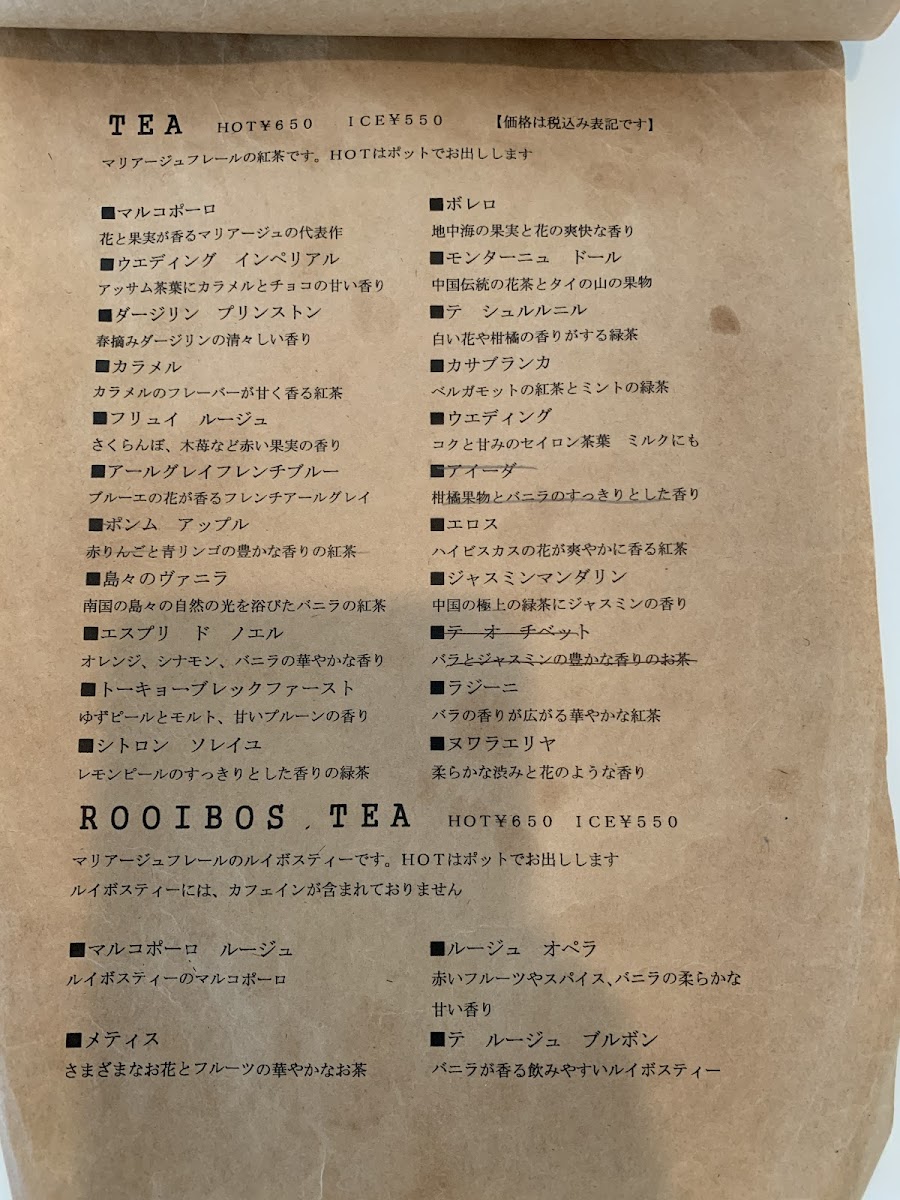 TEA HOT¥650 ICE¥550 【価格は税込み表記です】
マリアージュフレールの紅茶です。HOTはポットでお出しします
■マルコポーロ
花と果実が香るマリアージュの代表作
■ウエディング インペリアル
アッサム茶葉にカラメルとチョコの甘い香り
■ダージリン プリンストン
春摘みダージリンの清々しい香り
■カラメル
カラメルのフレーバーが甘く香る紅茶
■フリュイ ルージュ
さくらんぼ、木苺など赤い果実の香り
■アールグレイフレンチブルー
ブルーエの花が香るフレンチアールグレイ
■ポンム アップル
赤りんごと青リンゴの豊かな香りの紅茶
■島々のヴァニラ
南国の島々の自然の光を浴びたバニラの紅茶
■エスプリ ド ノエル
オレンジ、シナモン、バニラの華やかな香り
■トーキョーブレックファースト
ゆずピールとモルト、甘いプルーンの香り
■シトロン ソレイユ
レモンピールのすっきりとした香りの緑茶
■ボレロ
地中海の果実と花の爽快な香り
■モンターニュ ドール
中国伝統の花茶とタイの山の果物
■テ シュルルニル
白い花や柑橘の香りがする緑茶
■カサブランカ
ベルガモットの紅茶とミントの緑茶
■ウエディング
コクと甘みのセイロン茶葉 ミルクにも
■アイーダ
柑橘果物とバニラのすっきりとした香り
■エロス
ハイビスカスの花が爽やかに香る紅茶
■ジャスミンマンダリン
中国の極上の緑茶にジャスミンの香り
■テ オ チベット
バラとジャスミンの豊かな香りのお茶
■ラジーニ
バラの香りが広がる華やかな紅茶
■ヌワラエリヤ
柔らかな渋みと花のような香り
ROOIBOS TEA HOT¥650 ICE¥550
マリアージュフレールのルイボスティーです。HOTはポットでお出しします
ルイボスティーには、カフェインが含まれておりません
■マルコポーロ ルージュ
ルイボスティーのマルコポーロ
■メティス
さまざまなお花とフルーツの華やかなお茶
■ルージュ オペラ
赤いフルーツやスパイス、バニラの柔らかな
甘い香り
■テ ルージュ ブルボン
バニラが香る飲みやすいルイボスティー